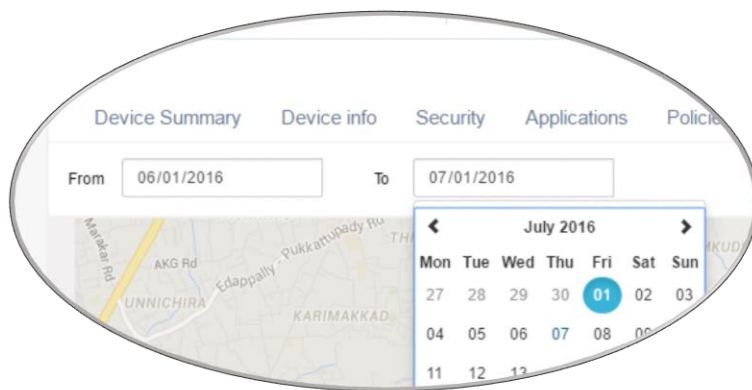 Device Summary Device info Security Applications
From 06/01/2016 To 07/01/2016
Marakar Rd
AKG Rd
Edappally - Pukkattupady Rd
UNNICHIRA
KARIMAKKAD
July 2016
Mon Tue Wed Thu Fri Sat Sun
27 28 29 30 01 02 03
04 05 06 07 08 09
11 12 13